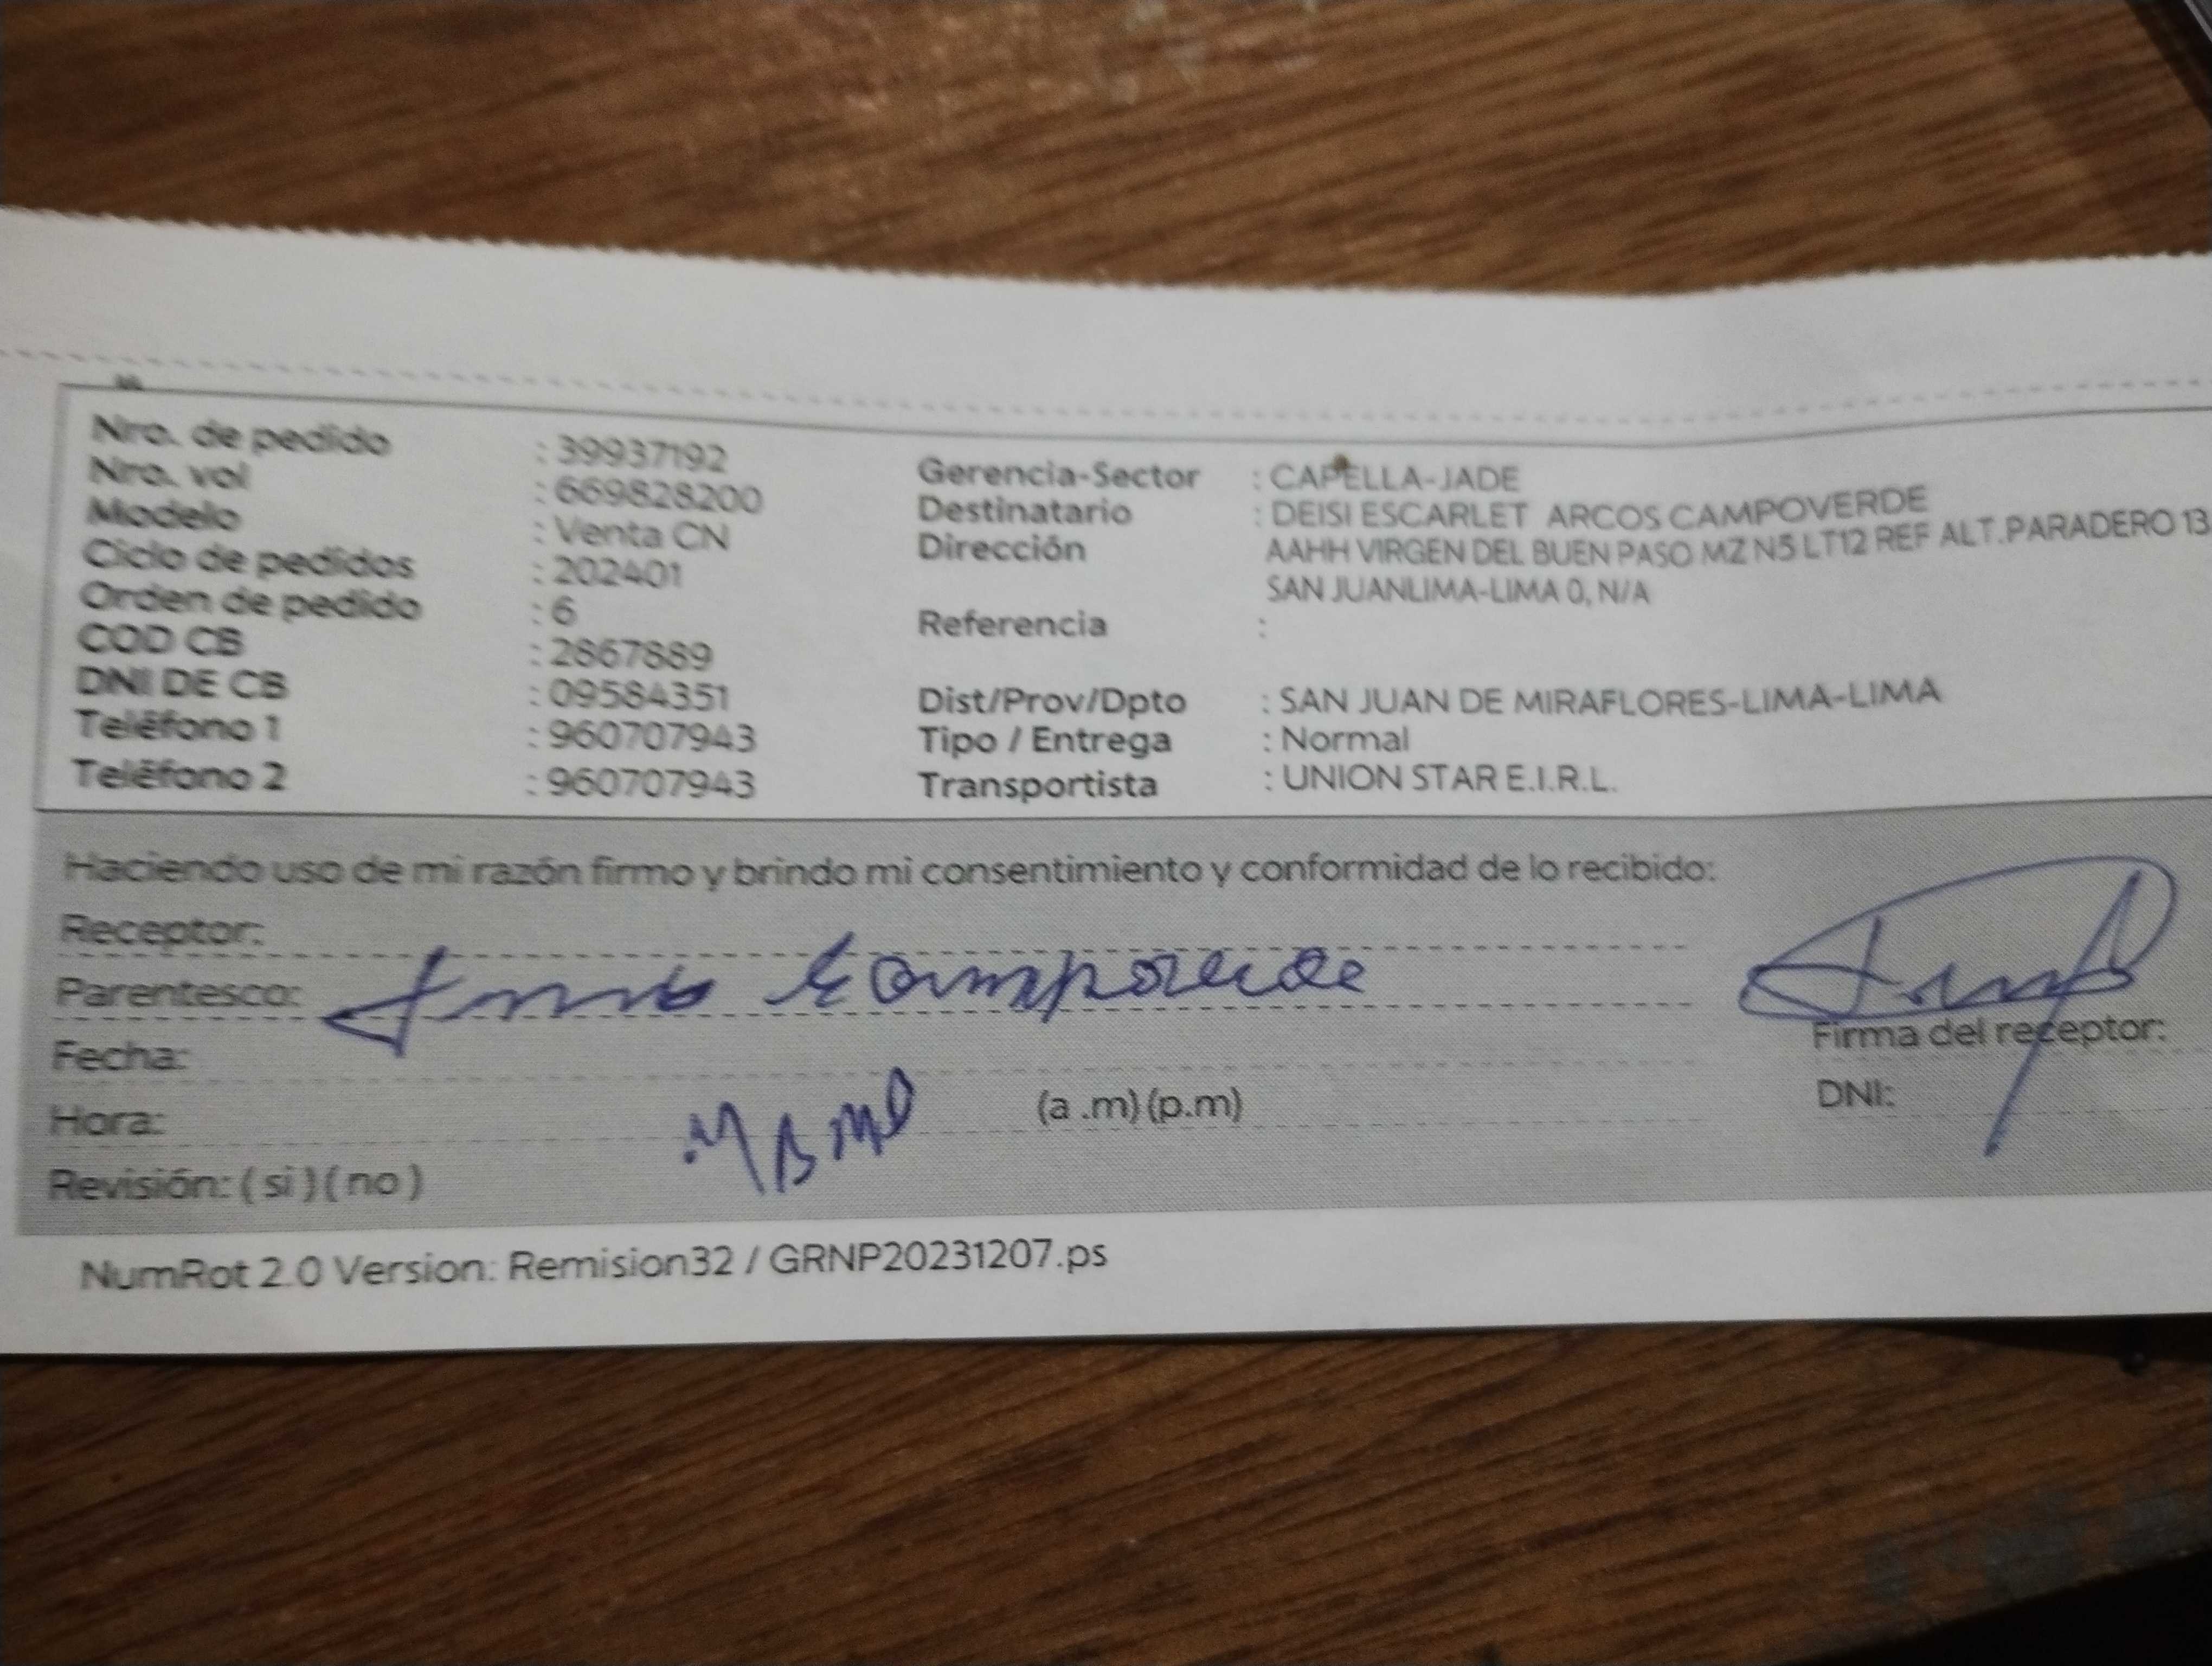 Nro. de pedido : 39937192
Nro. vol : 669828200
Modelo : Venta CN
Ciclo de pedidos : 202401
Orden de pedido : 6
COD CB : 2867889
DNI DE CB : 09584351
Teléfono 1 : 960707943
Teléfono 2 : 960707943
Gerencia-Sector : CAPELLA-JADE
Destinatario : DEISI ESCARLET ARCOS CAMPOVERDE
Dirección AAHH VIRGEN DEL BUEN PASO MZ N5 LT12 REF ALT.PARADERO 13
SAN JUANLIMA-LIMA 0, N/A
Referencia :
Dist/Prov/Dpto : SAN JUAN DE MIRAFLORES-LIMA-LIMA
Tipo / Entrega : Normal
Transportista : UNION STAR E.I.R.L.
Haciendo uso de mi razón firmo y brindo mi consentimiento y conformidad de lo recibido:
Receptor:
Parentesco: Campoverde
Fecha:
Hora: (a .m) (p.m)
Revisión: ( si ) ( no )
Firma del receptor:
DNI:
NumRot 2.0 Version: Remision32 / GRNP20231207.ps